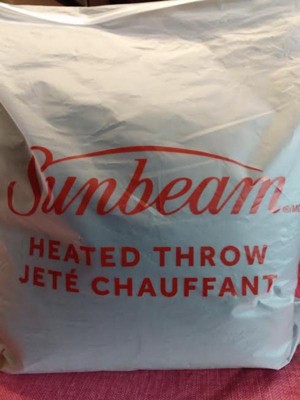 Sunbeam
HEATED THROW
JETÉ CHAUFFANT